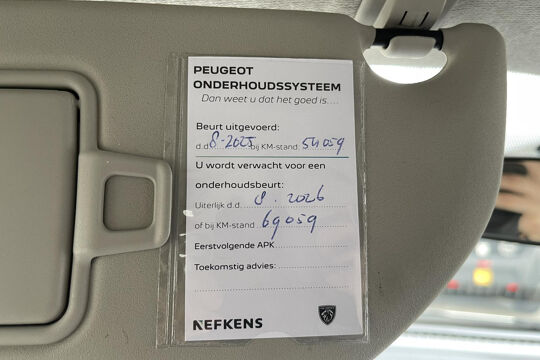 PEUGEOT
ONDERHOUDSSYSTEEM
Dan weet u dat het goed is....
Beurt uitgevoerd:
d.d. 8-2025 bij KM-stand: 54059
U wordt verwacht voor een
onderhoudsbeurt:
Uiterlijk d.d. 8. 2026
of bij KM-stand 69059
Eerstvolgende APK
Toekomstig advies:
NEFKENS